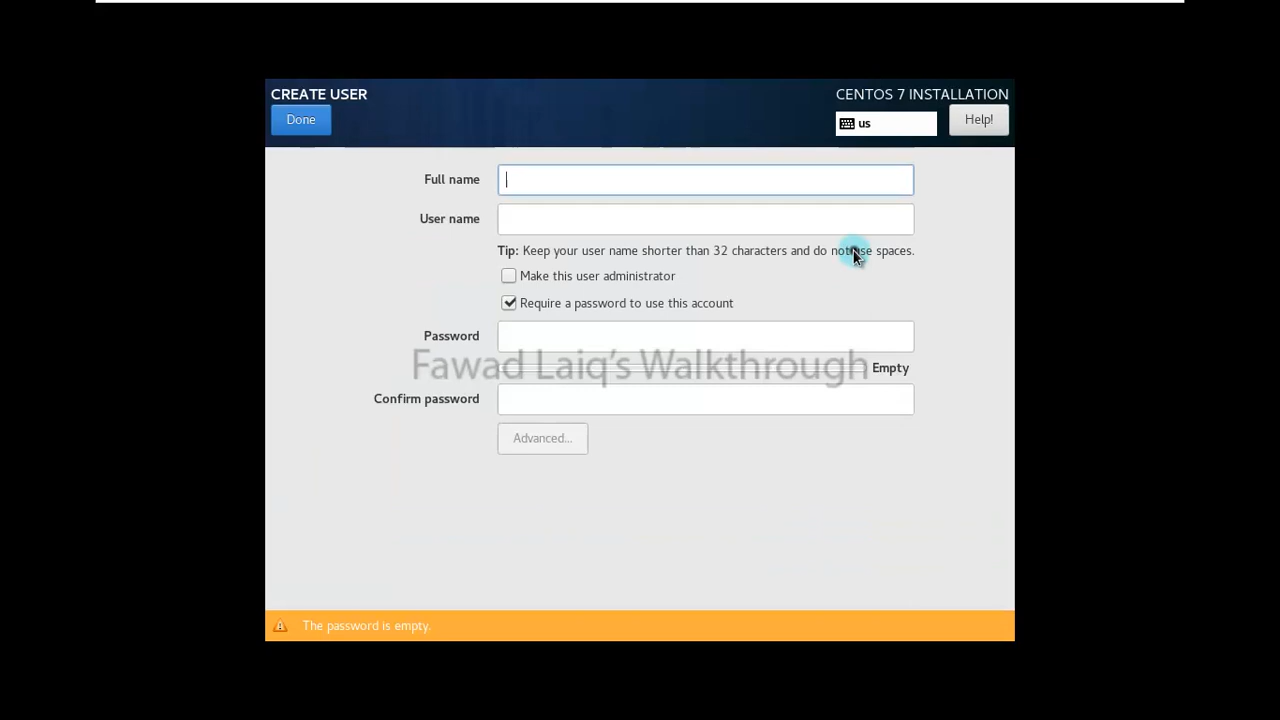 CREATE USER
CENTOS 7 INSTALLATION
Done
us
Help!
Full name
User name
Tip: Keep your user name shorter than 32 characters and do not use spaces.
Make this user administrator
Require a password to use this account
Password
Fawad Laiq's Walkthrough
Empty
Confirm password
Advanced...
The password is empty.